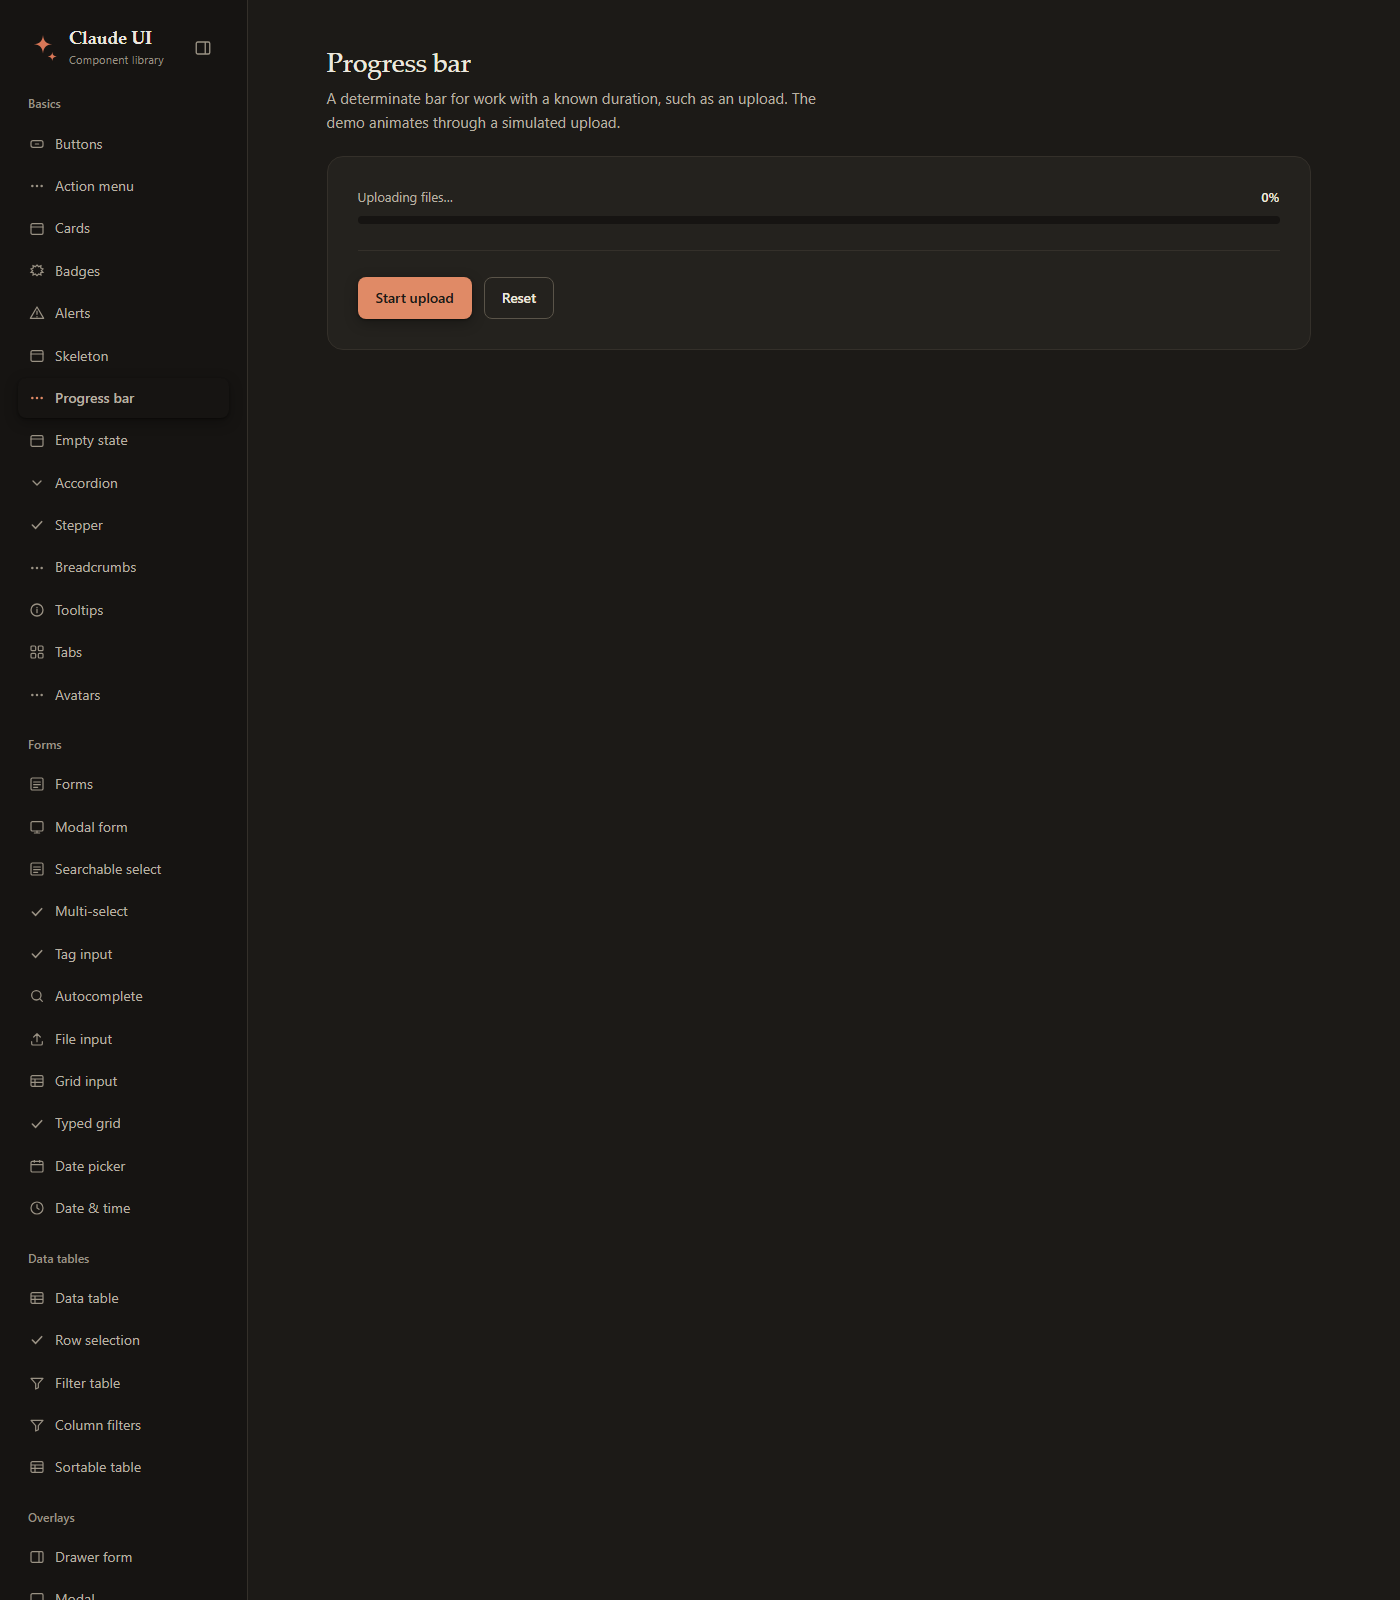 Claude UI
Component library
Basics
Buttons
Action menu
Cards
Badges
Alerts
Skeleton
Progress bar
Empty state
Accordion
Stepper
Breadcrumbs
Tooltips
Tabs
Avatars
Forms
Forms
Modal form
Searchable select
Multi-select
Tag input
Autocomplete
File input
Grid input
Typed grid
Date picker
Date & time
Data tables
Data table
Row selection
Filter table
Column filters
Sortable table
Overlays
Drawer form
Modal
Progress bar
A determinate bar for work with a known duration, such as an upload. The
demo animates through a simulated upload.
Uploading files...
0%
Start upload
Reset